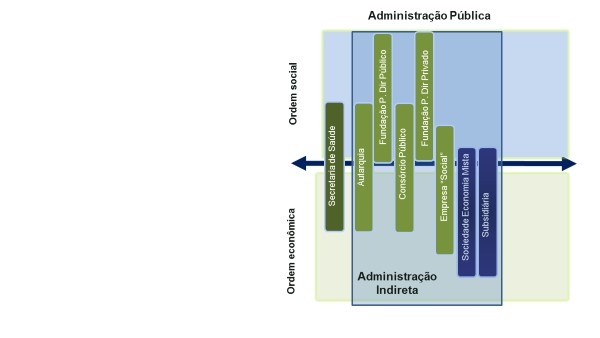 Administração Pública
Ordem social
Ordem econômica
Secretaria de Saúde
Autarquia
Fundação P. Dir Público
Consórcio Público
Fundação P. Dir Privado
Empresa “Social”
Sociedade Economia Mista
Subsidiária
Administração
Indireta